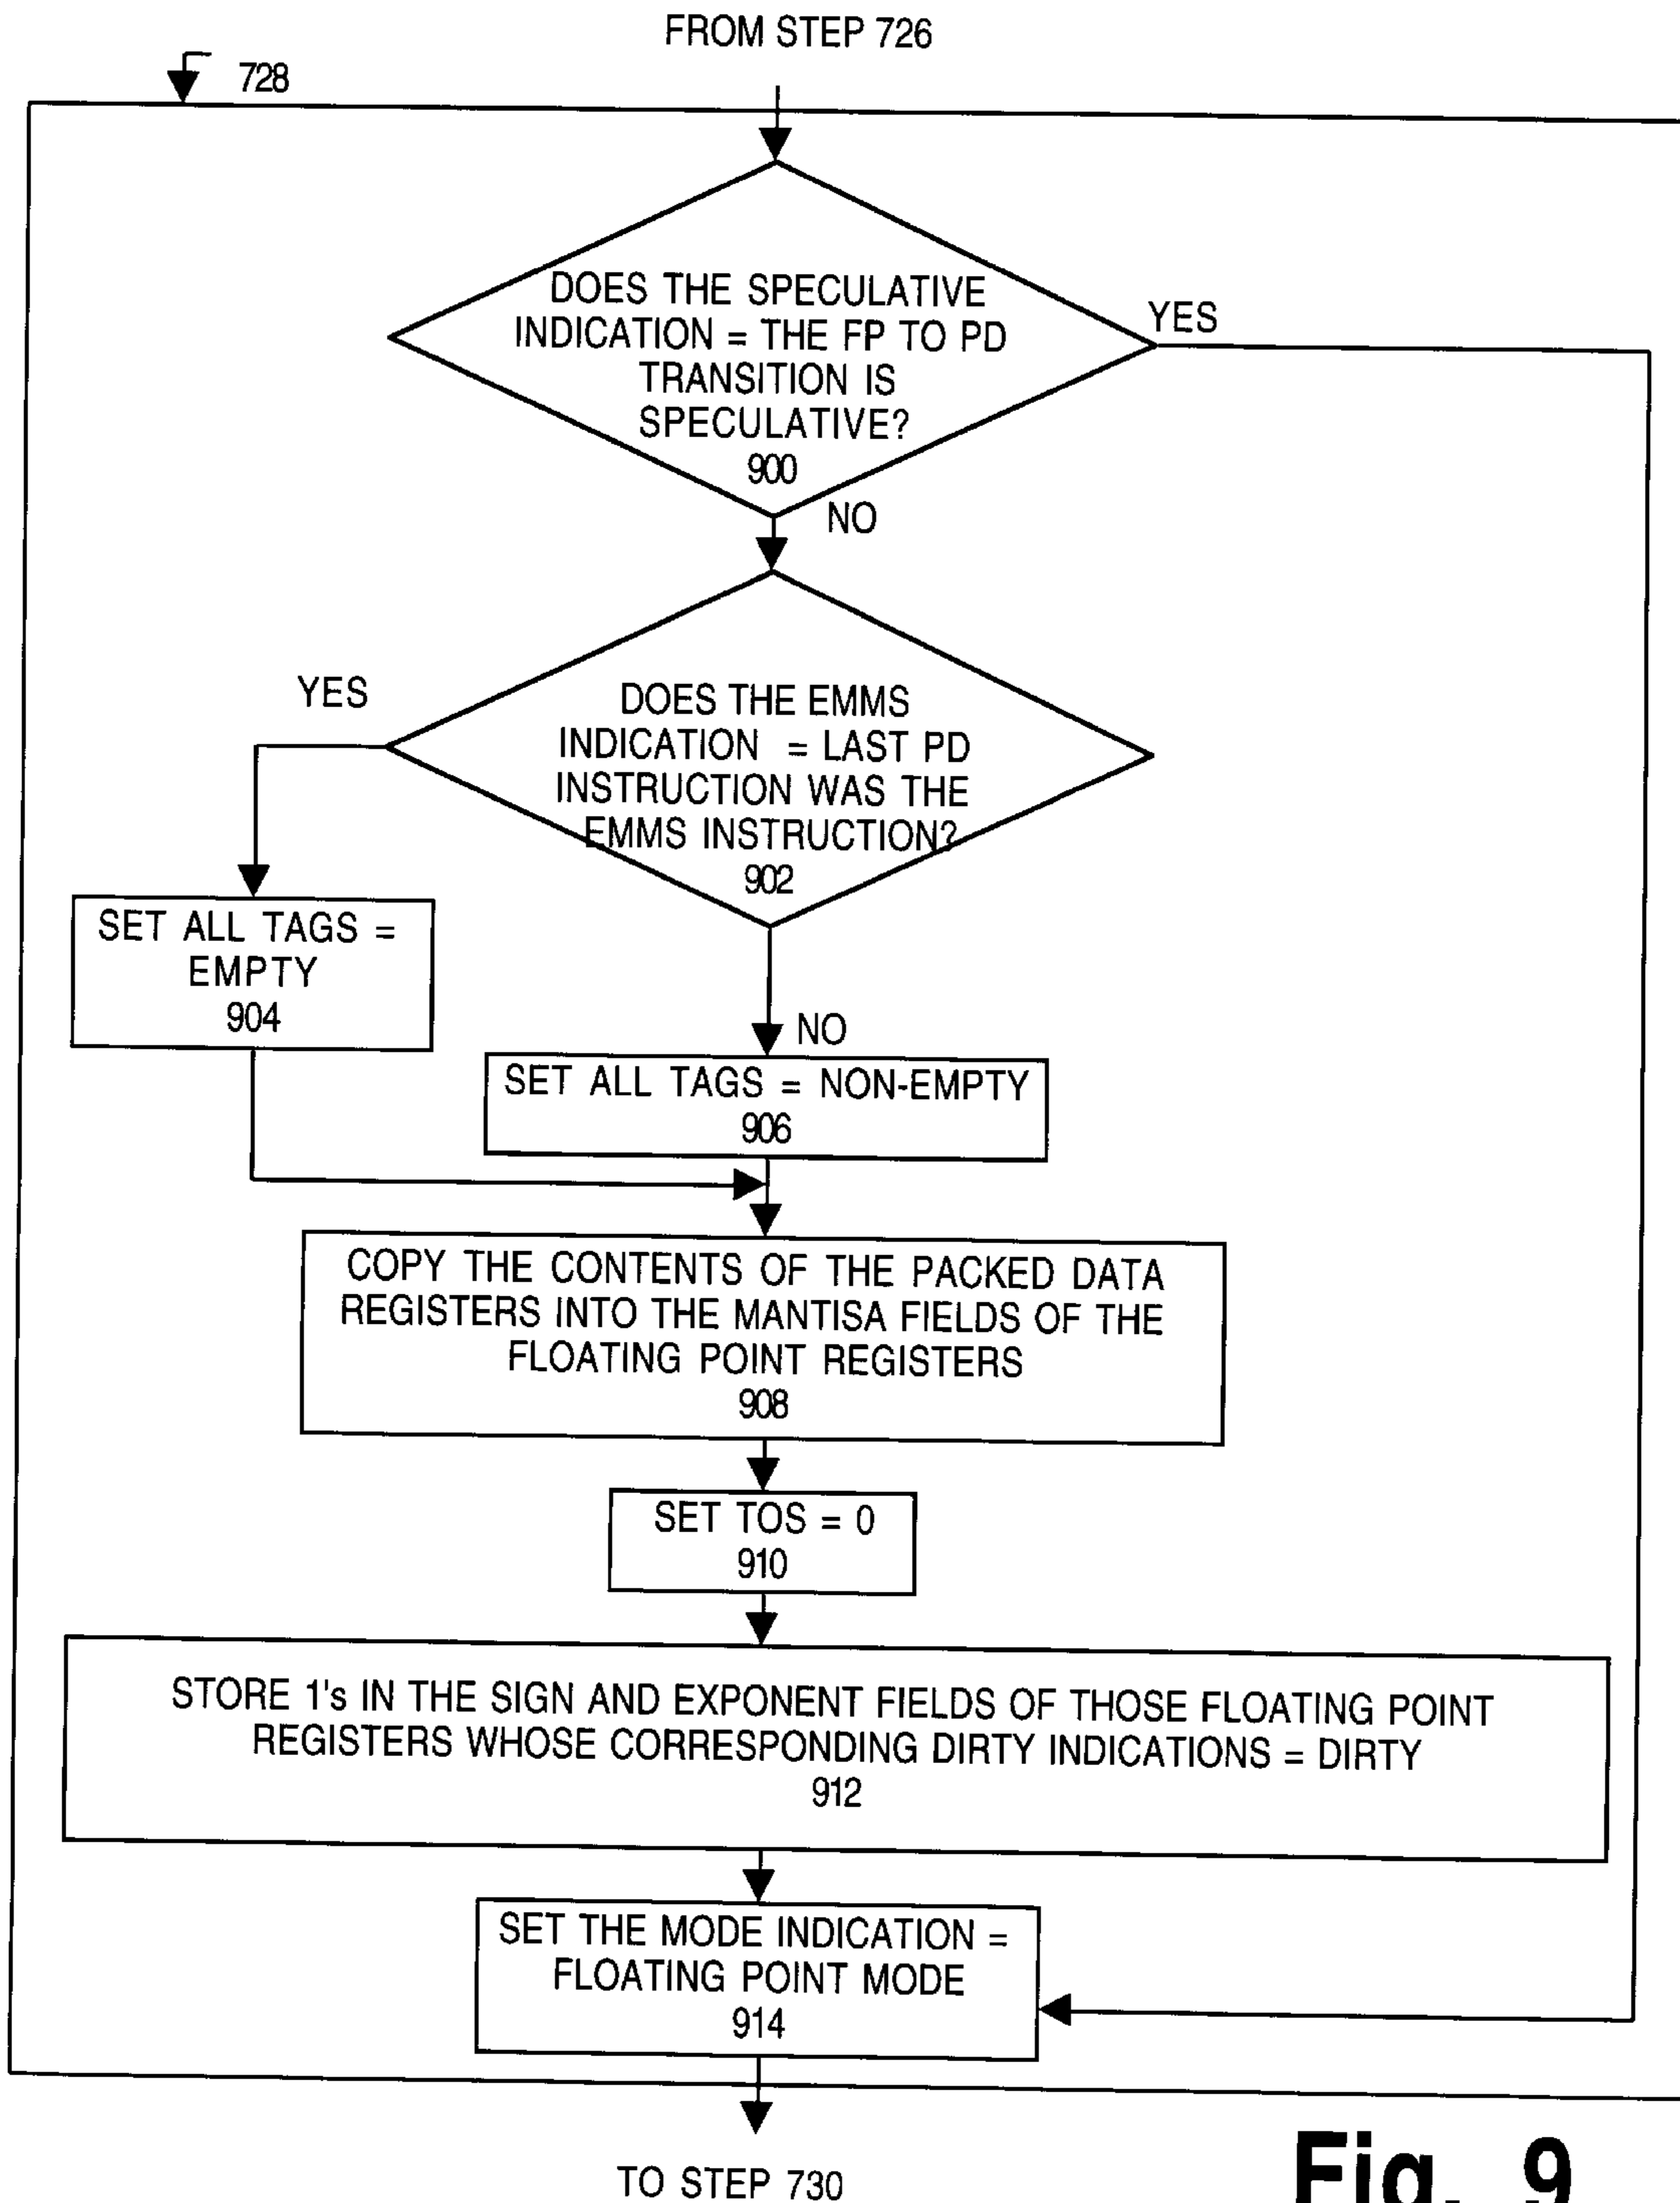 FROM STEP 726
728
DOES THE SPECULATIVE
INDICATION = THE FP TO PD
TRANSITION IS
SPECULATIVE?
900
YES
NO
DOES THE EMMS
INDICATION = LAST PD
INSTRUCTION WAS THE
EMMS INSTRUCTION?
902
YES
SET ALL TAGS =
EMPTY
904
NO
SET ALL TAGS = NON-EMPTY
906
COPY THE CONTENTS OF THE PACKED DATA
REGISTERS INTO THE MANTISA FIELDS OF THE
FLOATING POINT REGISTERS
908
SET TOS = 0
910
STORE 1's IN THE SIGN AND EXPONENT FIELDS OF THOSE FLOATING POINT
REGISTERS WHOSE CORRESPONDING DIRTY INDICATIONS = DIRTY
912
SET THE MODE INDICATION =
FLOATING POINT MODE
914
TO STEP 730
Fig. 9